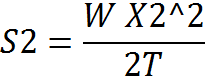 S2 = W X2^2 / 2T